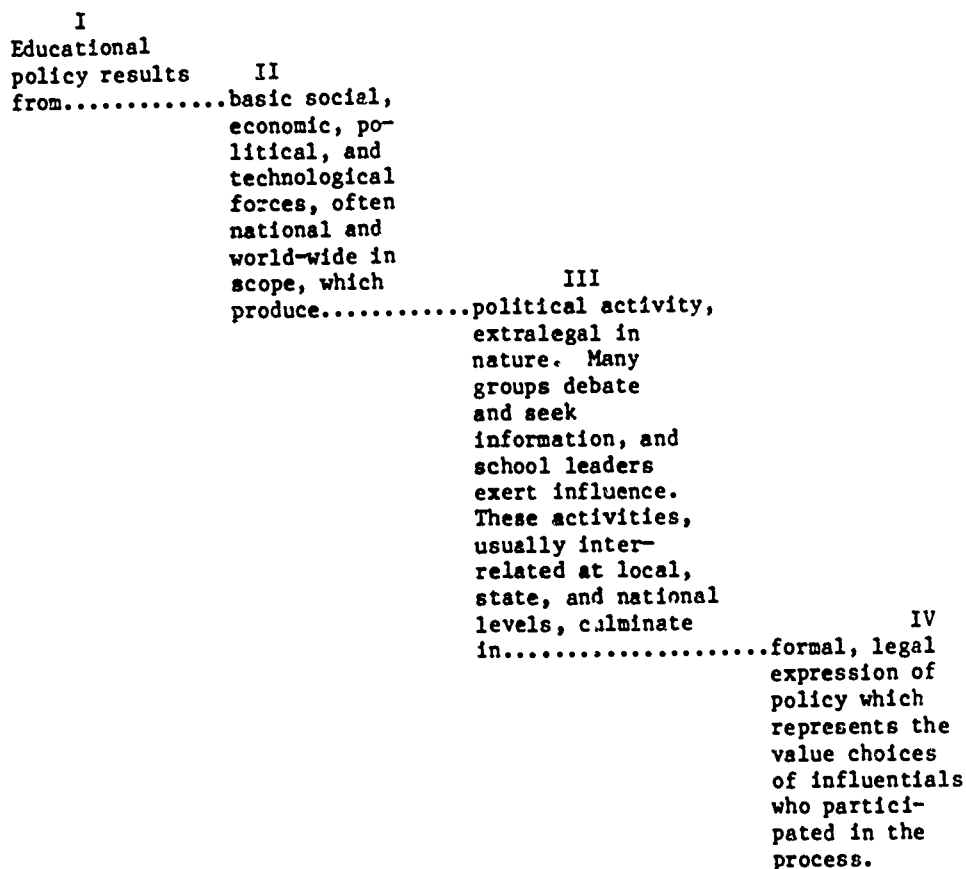 I
Educational
policy results
from.............
II
basic social,
economic, po-
litical, and
technological
forces, often
national and
world-wide in
scope, which
produce............
III
political activity,
extralegal in
nature. Many
groups debate
and seek
information, and
school leaders
exert influence.
These activities,
usually inter-
related at local,
state, and national
levels, culminate
in......................
IV
formal, legal
expression of
policy which
represents the
value choices
of influentials
who partici-
pated in the
process.